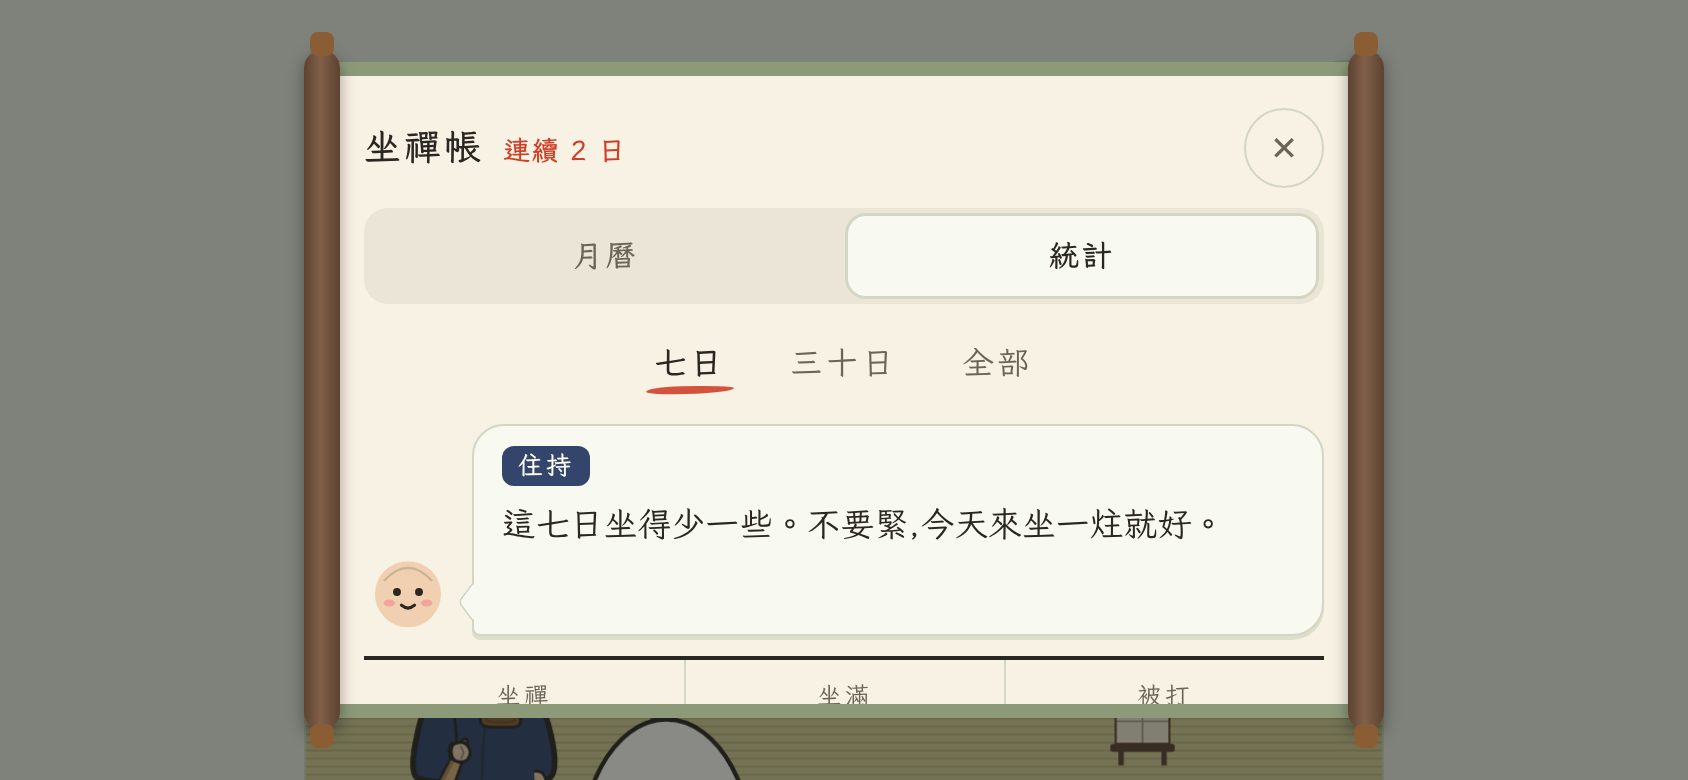 坐禪帳 連續 2 日
月曆 統計
七日 三十日 全部
住持
這七日坐得少一些。不要緊,今天來坐一炷就好。
坐禪 坐滿 被打